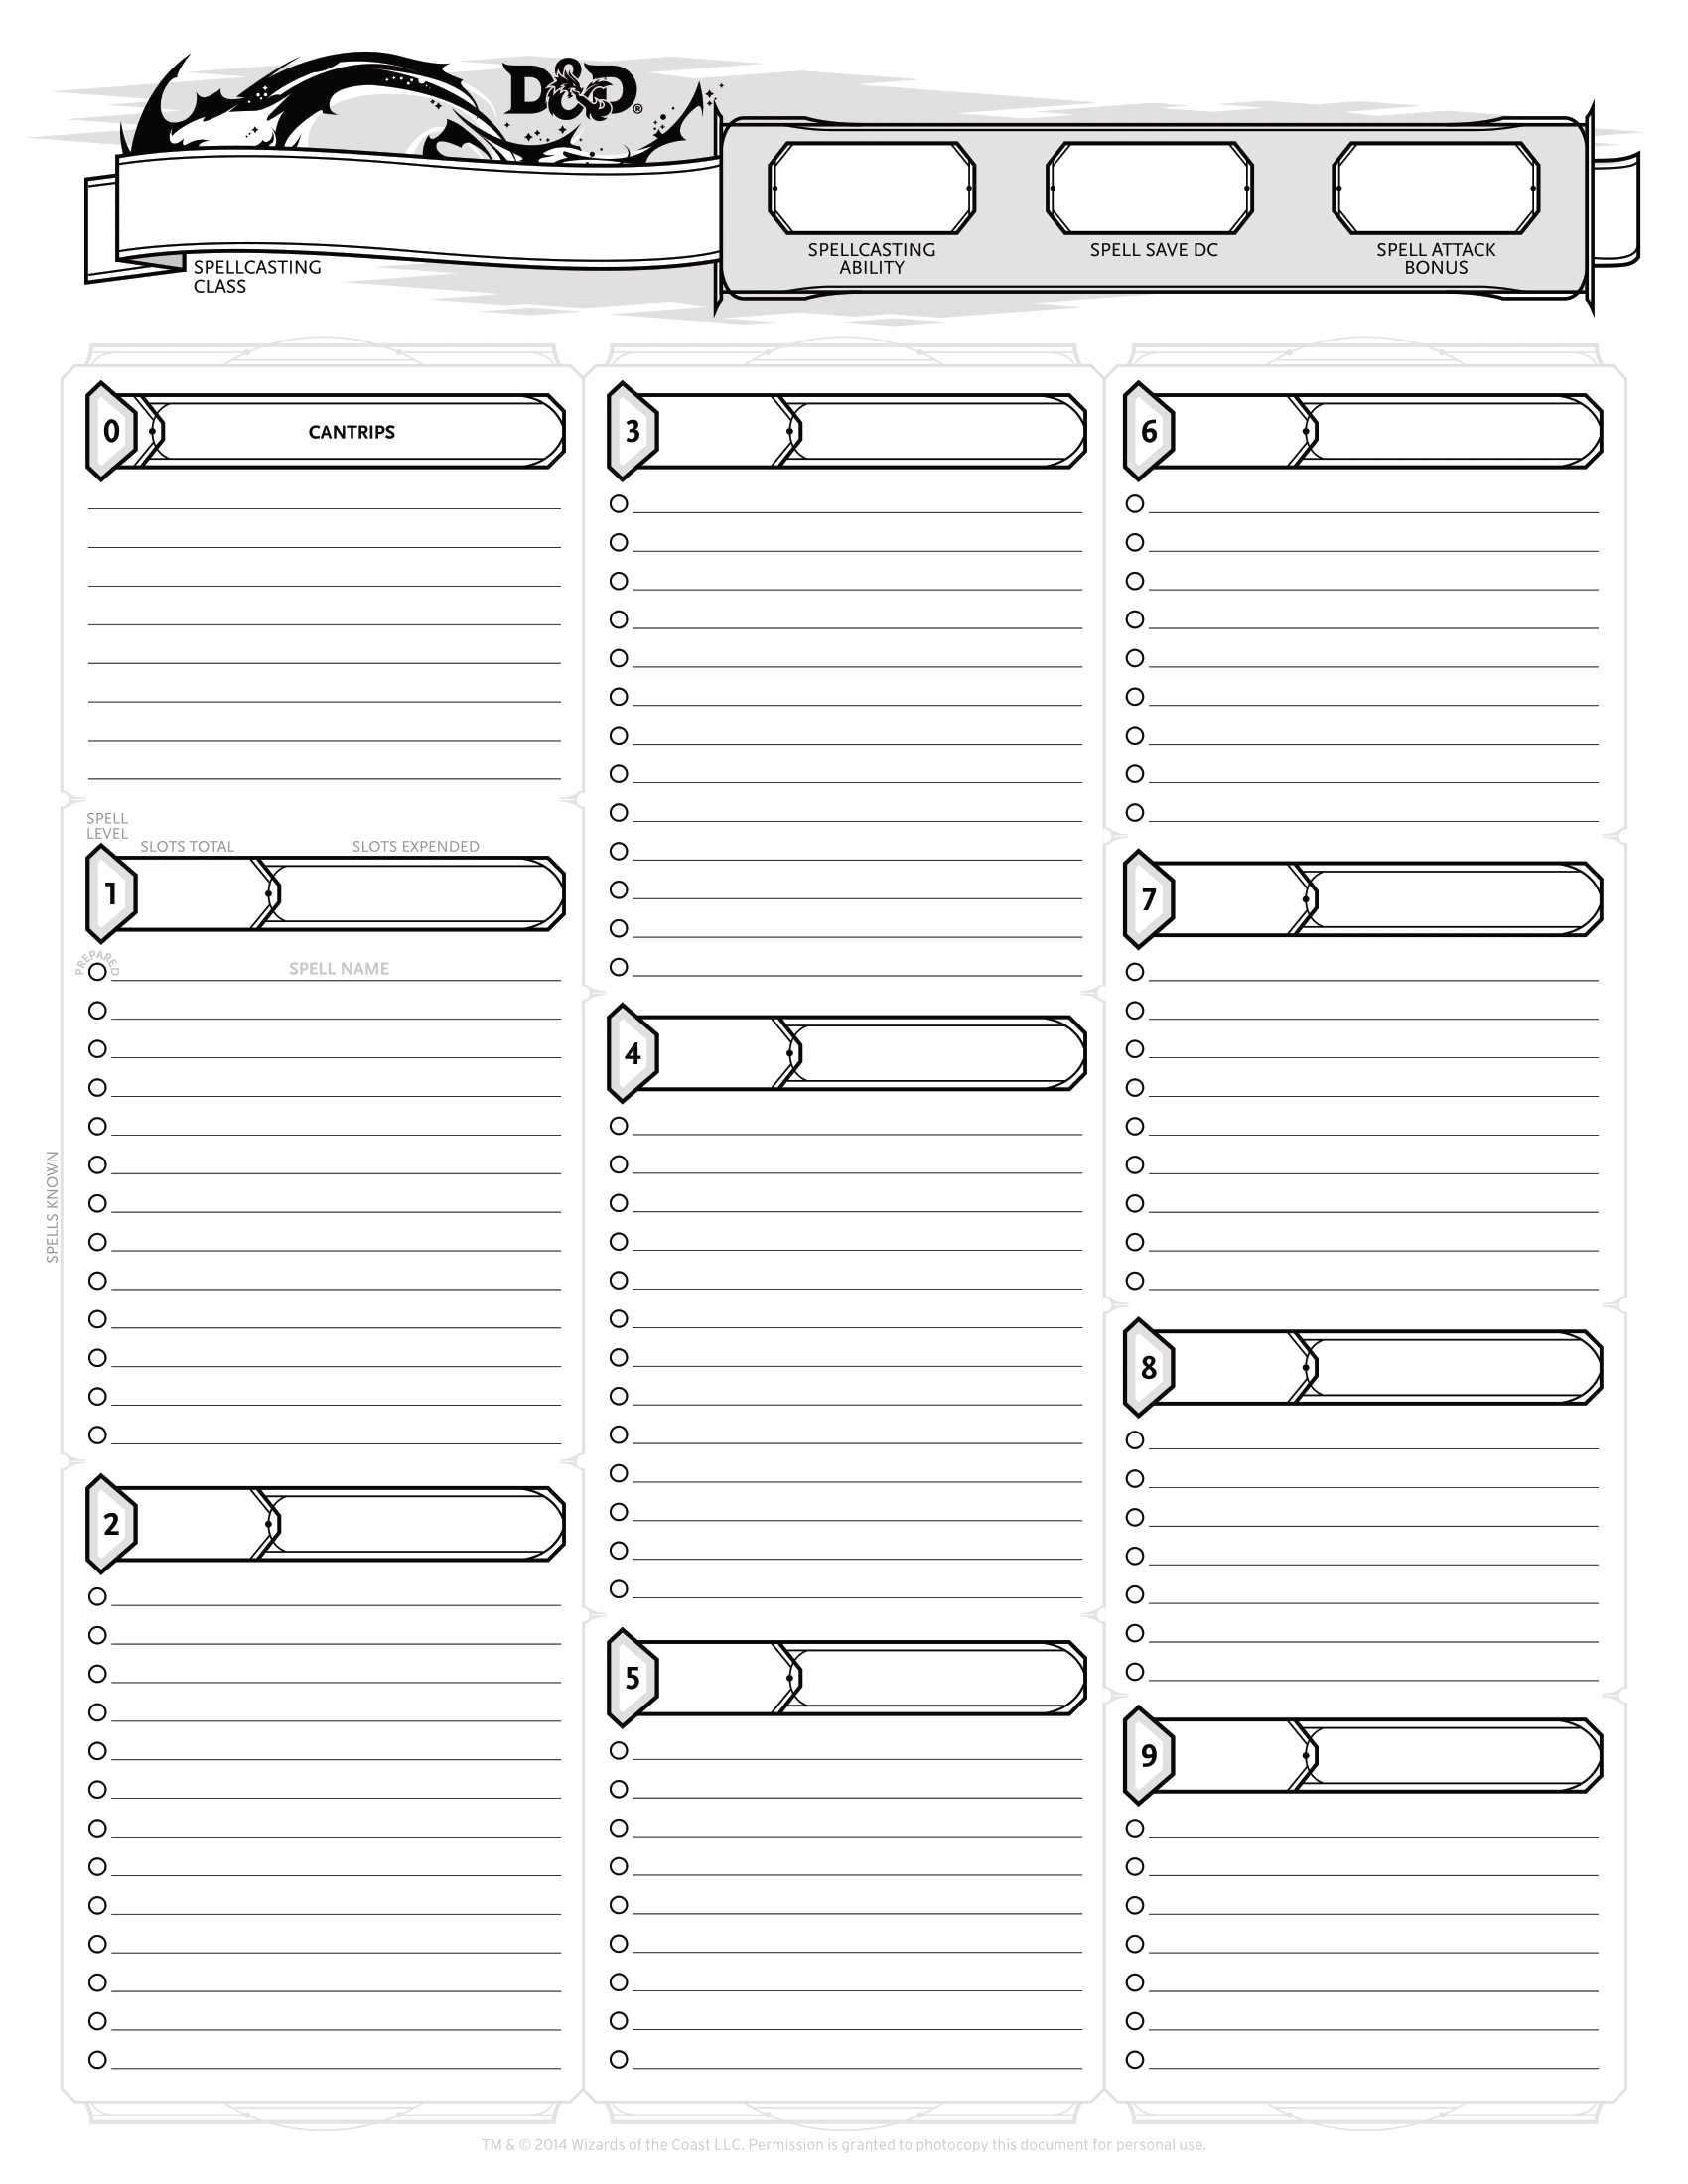 D&D®
SPELLCASTING
CLASS
SPELLCASTING
ABILITY
SPELL SAVE DC
SPELL ATTACK
BONUS
0
CANTRIPS
SPELL
LEVEL
SLOTS TOTAL
SLOTS EXPENDED
1
PREPARED
SPELL NAME
SPELLS KNOWN
2
3
4
5
6
7
8
9
TM & © 2014 Wizards of the Coast LLC. Permission is granted to photocopy this document for personal use.